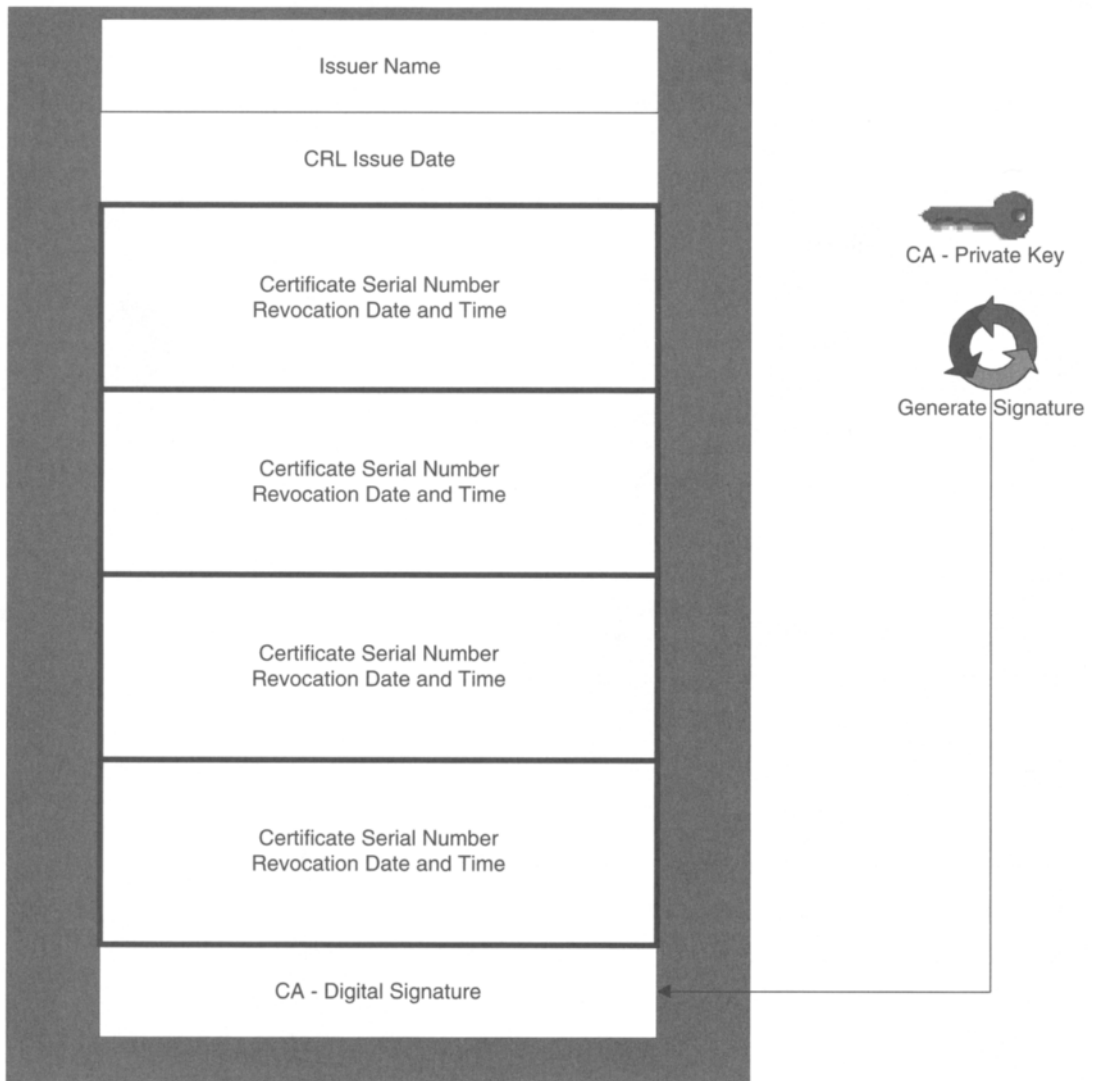 Issuer Name
CRL Issue Date
Certificate Serial Number
Revocation Date and Time
Certificate Serial Number
Revocation Date and Time
Certificate Serial Number
Revocation Date and Time
Certificate Serial Number
Revocation Date and Time
CA - Digital Signature
CA - Private Key
Generate Signature